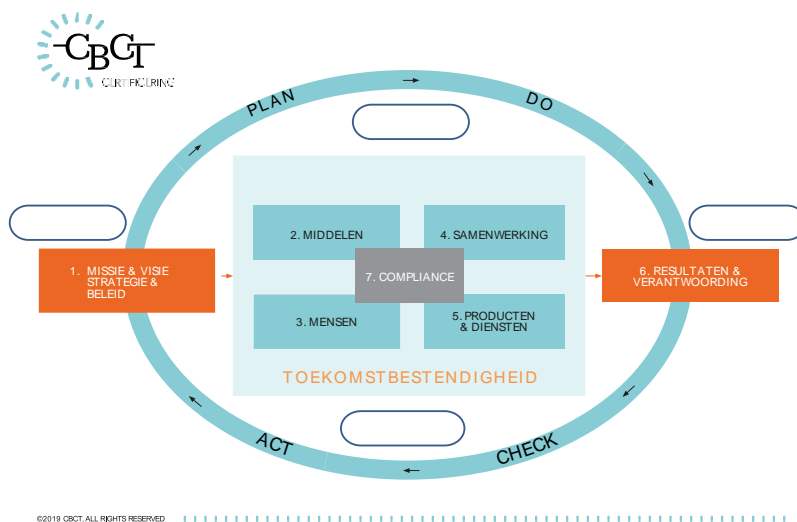 CBCT
CERTIFICERING
PLAN
DO
2. MIDDELEN
4. SAMENWERKING
1. MISSIE & VISIE
STRATEGIE &
BELEID
7. COMPLIANCE
6. RESULTATEN &
VERANTWOORDING
3. MENSEN
5. PRODUCTEN
& DIENSTEN
TOEKOMSTBESTENDIGHEID
ACT
CHECK
©2019 CBCT. ALL RIGHTS RESERVED